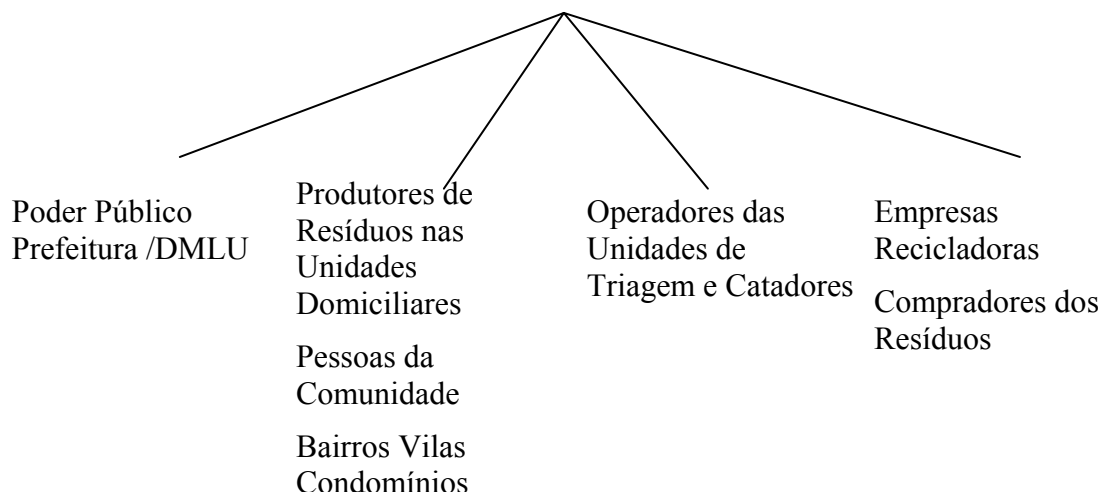 Poder Público
Prefeitura /DMLU
Produtores de
Resíduos nas
Unidades
Domiciliares
Pessoas da
Comunidade
Bairros Vilas
Condomínios
Operadores das
Unidades de
Triagem e Catadores
Empresas
Recicladoras
Compradores dos
Resíduos